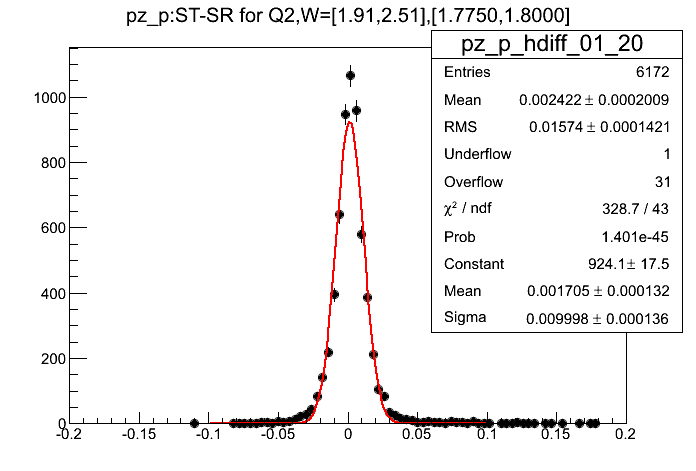 pz_p:ST-SR for Q2,W=[1.91,2.51],[1.7750,1.8000]
pz_p_hdiff_01_20
Entries 6172
Mean 0.002422 ± 0.0002009
RMS 0.01574 ± 0.0001421
Underflow 1
Overflow 31
χ² / ndf 328.7 / 43
Prob 1.401e-45
Constant 924.1 ± 17.5
Mean 0.001705 ± 0.000132
Sigma 0.009998 ± 0.000136
1000
800
600
400
200
0
-0.2 -0.15 -0.1 -0.05 0 0.05 0.1 0.15 0.2